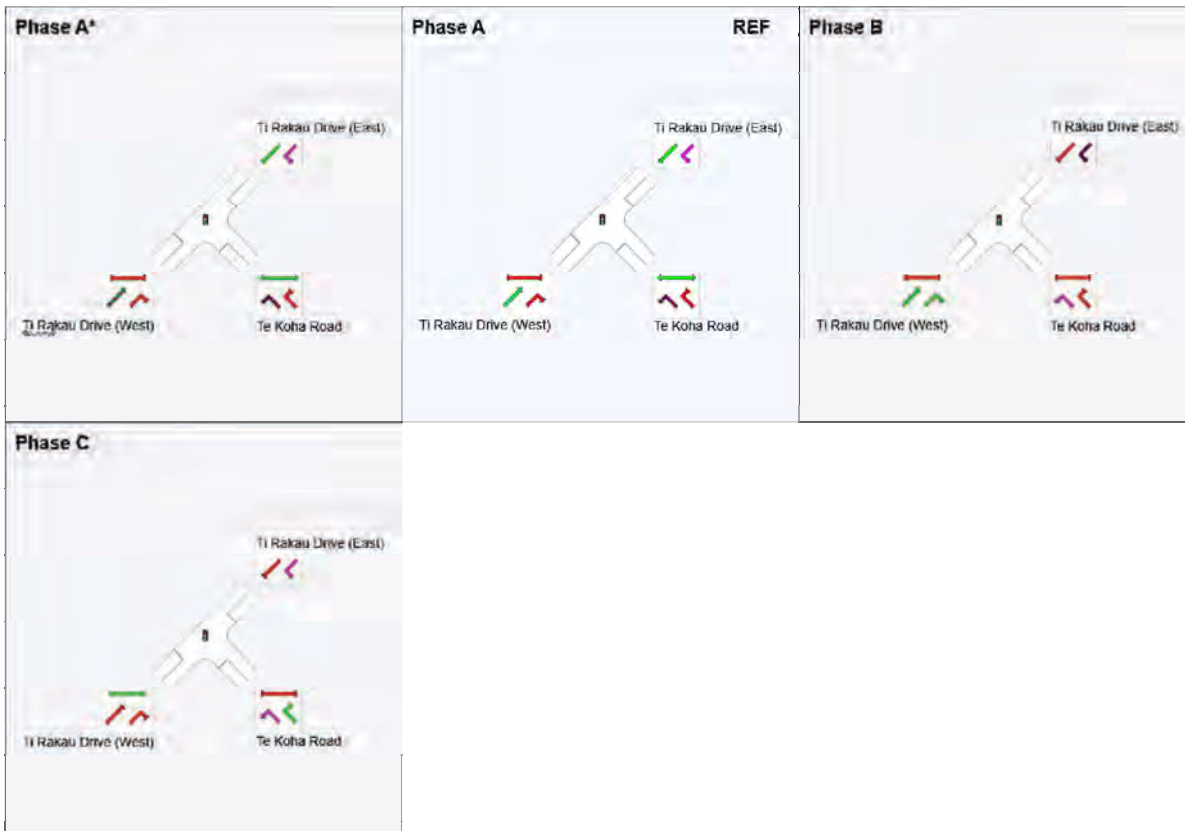 Phase A*
Ti Rakau Drive (East)
Ti Rakau Drive (West)
Te Koha Road
Phase A
REF
Ti Rakau Drive (East)
Ti Rakau Drive (West)
Te Koha Road
Phase B
Ti Rakau Drive (East)
Ti Rakau Drive (West)
Te Koha Road
Phase C
Ti Rakau Drive (East)
Ti Rakau Drive (West)
Te Koha Road